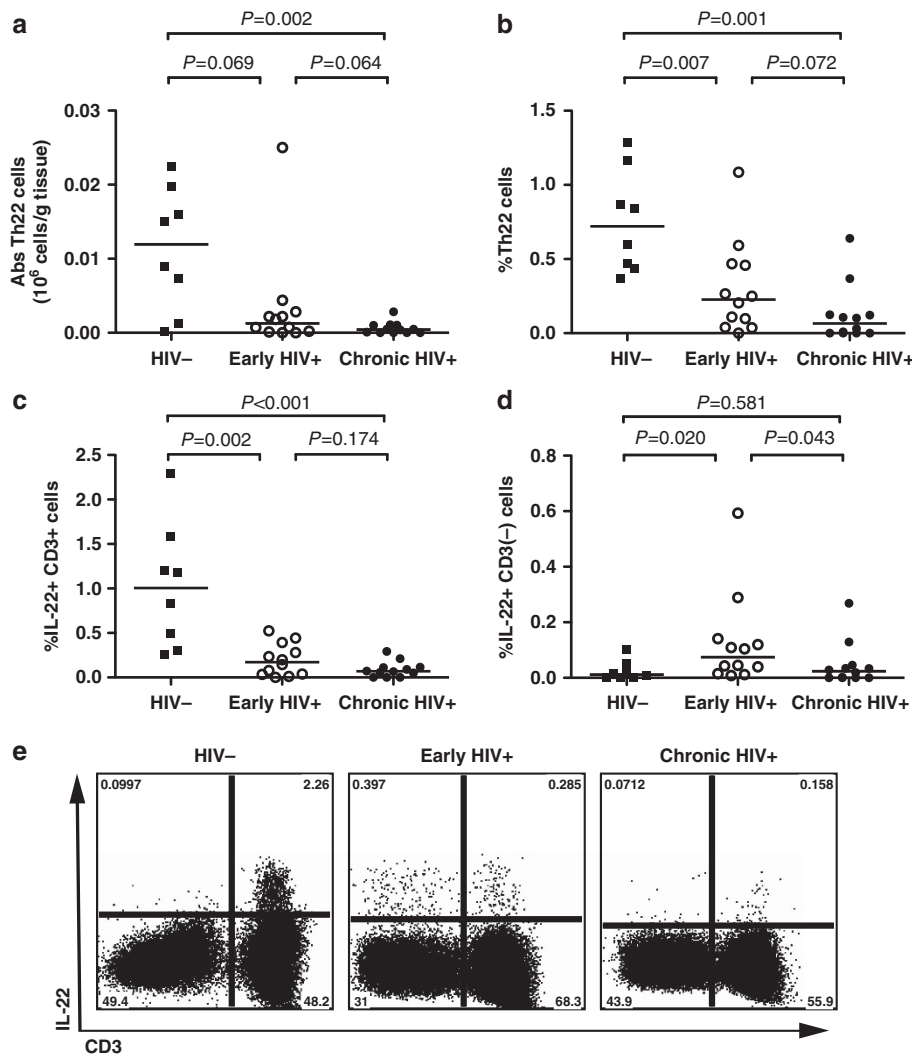 a
P=0.002
P=0.069
P=0.064
Abs Th22 cells
(10⁶ cells/g tissue)
0.03
0.02
0.01
0.00
HIV−
Early HIV+
Chronic HIV+
b
P=0.001
P=0.007
P=0.072
%Th22 cells
1.5
1.0
0.5
0.0
HIV−
Early HIV+
Chronic HIV+
c
P<0.001
P=0.002
P=0.174
%IL-22+ CD3+ cells
2.5
2.0
1.5
1.0
0.5
0.0
HIV−
Early HIV+
Chronic HIV+
d
P=0.581
P=0.020
P=0.043
%IL-22+ CD3(−) cells
0.8
0.6
0.4
0.2
0.0
HIV−
Early HIV+
Chronic HIV+
e
HIV−
Early HIV+
Chronic HIV+
0.0997
2.26
0.397
0.285
0.0712
0.158
49.4
48.2
31
68.3
43.9
55.9
IL-22
CD3